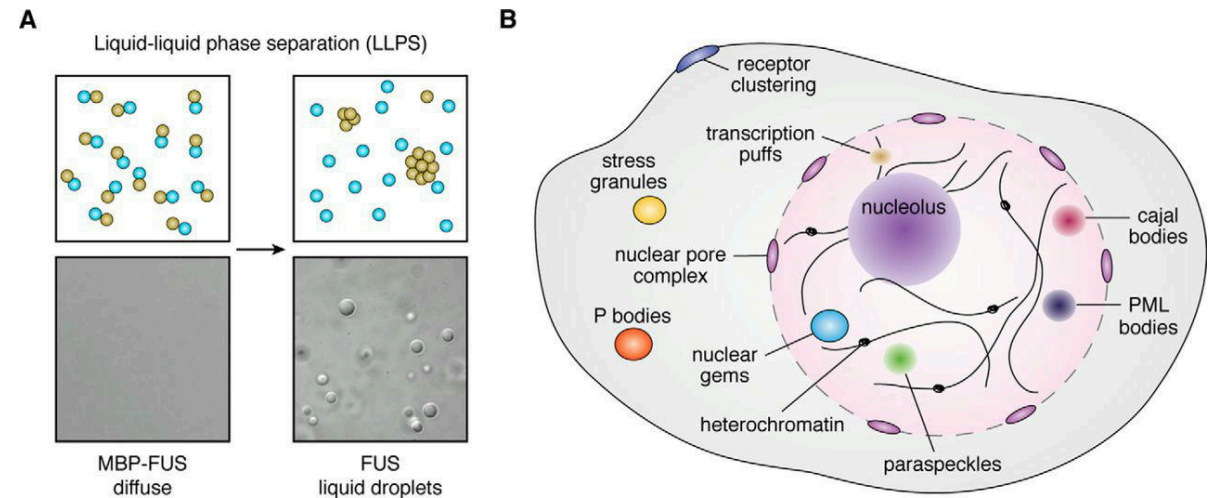 A
Liquid-liquid phase separation (LLPS)
MBP-FUS
diffuse
FUS
liquid droplets
B
receptor
clustering
transcription
puffs
stress
granules
nucleolus
cajal
bodies
nuclear pore
complex
P bodies
PML
bodies
nuclear
gems
heterochromatin
paraspeckles